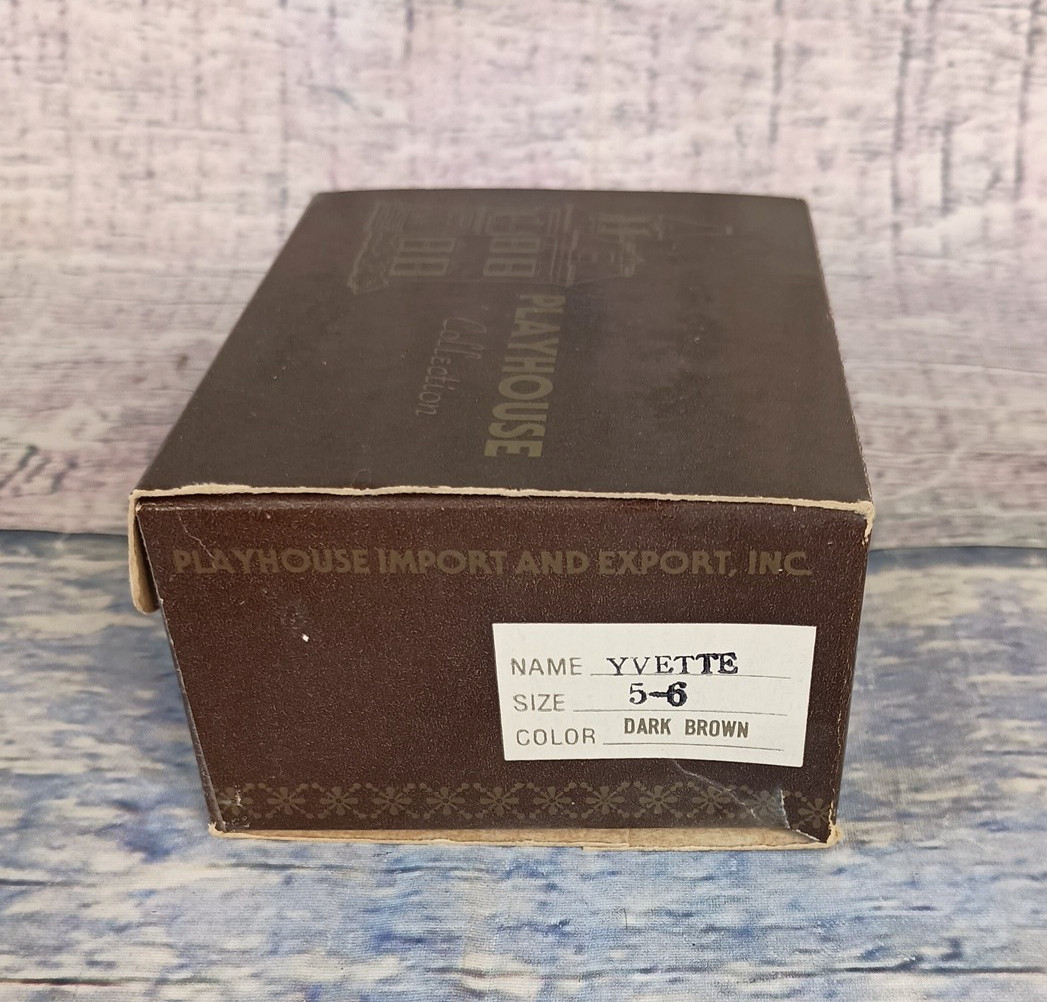 PLAYHOUSE
Collection
PLAYHOUSE IMPORT AND EXPORT, INC.
NAME YVETTE
SIZE 5-6
COLOR DARK BROWN